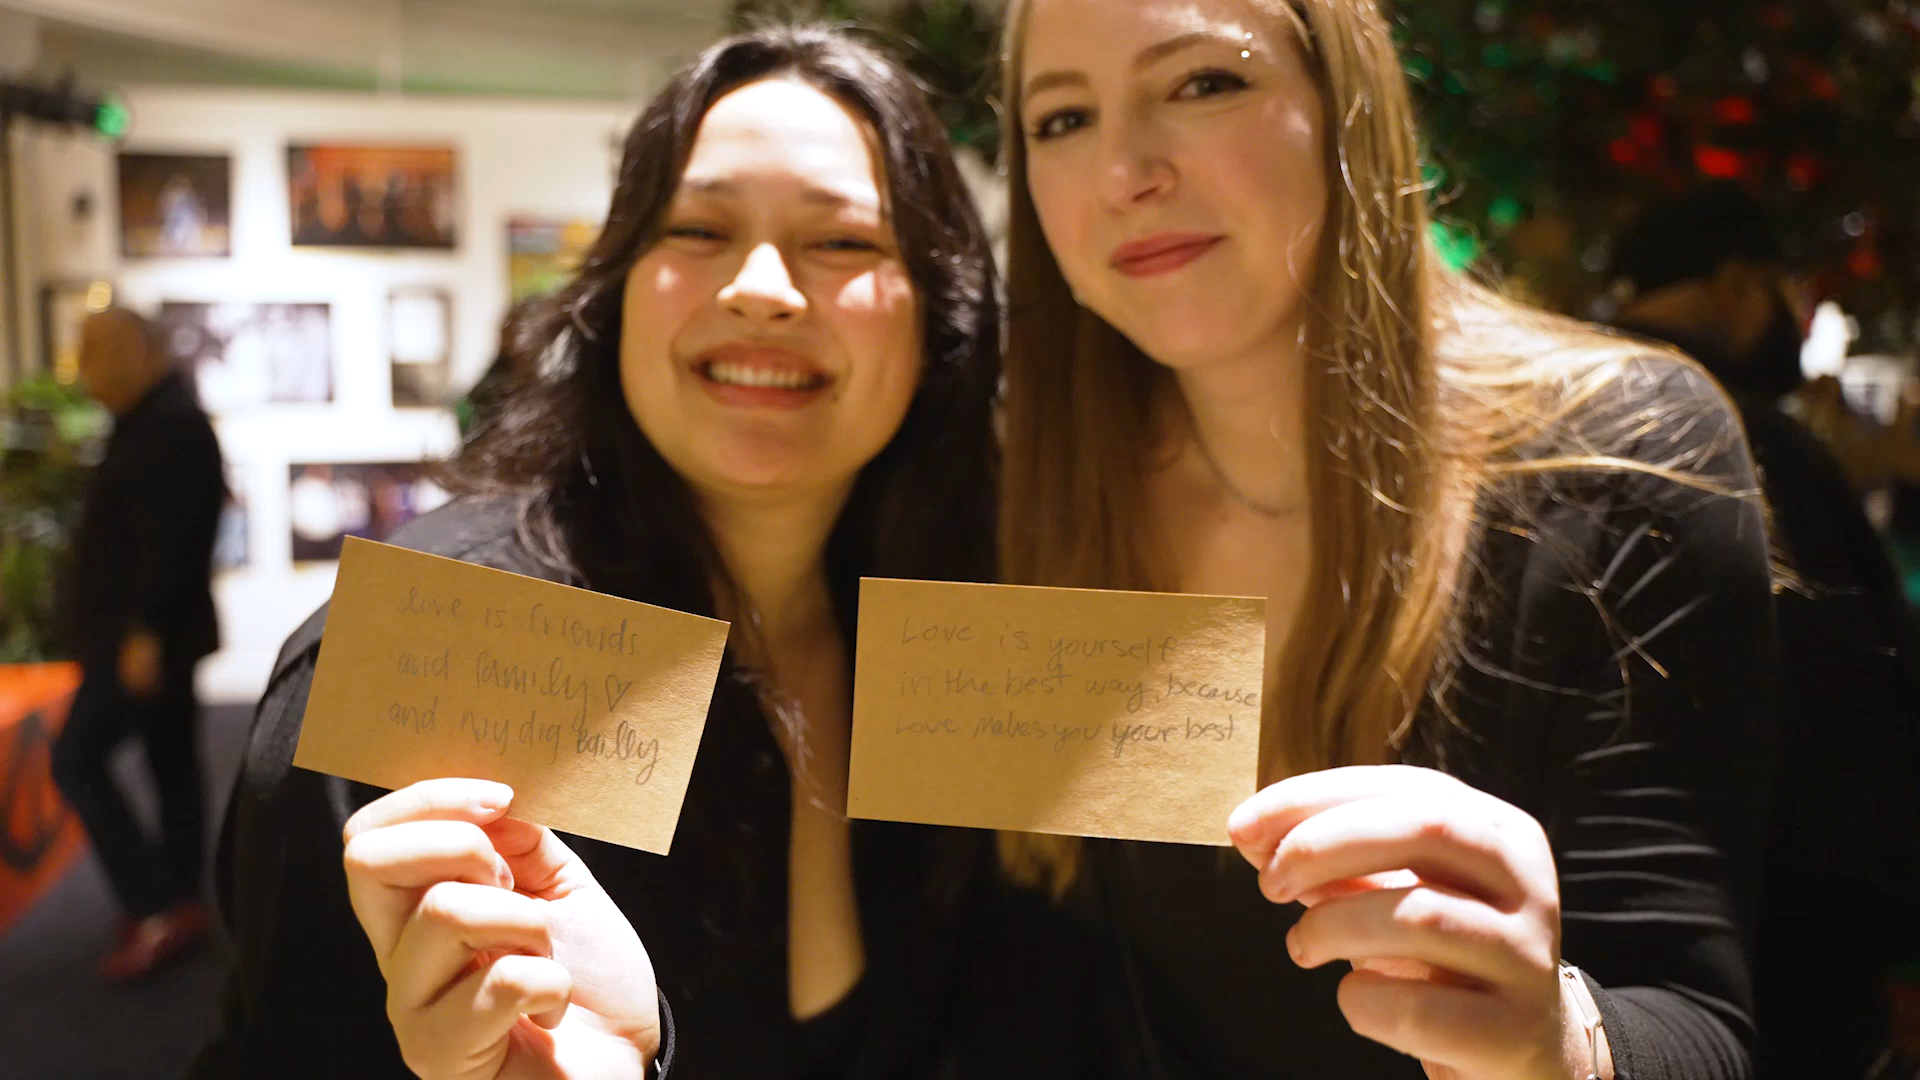 love is friends
and family ♡
and my dog Bailly
Love is yourself
in the best way, because
Love makes you your best